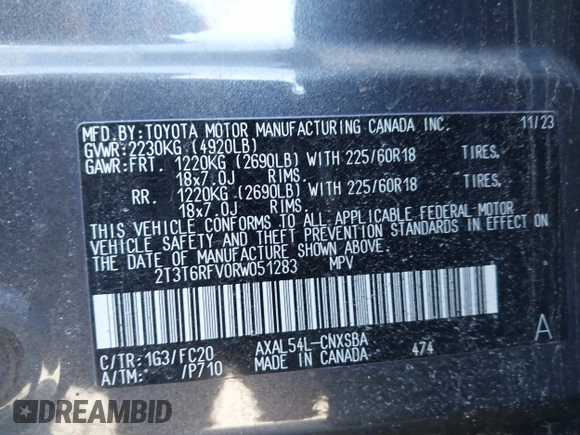 MFD.BY:TOYOTA MOTOR MANUFACTURING CANADA INC. 11/23
GVWR:2230KG (4920LB)
GAWR:FRT. 1220KG (2690LB) WITH 225/60R18 TIRES,
18x7.0J RIMS,
RR. 1220KG (2690LB) WITH 225/60R18 TIRES,
18x7.0J RIMS,
THIS VEHICLE CONFORMS TO ALL APPLICABLE FEDERAL MOTOR
VEHICLE SAFETY AND THEFT PREVENTION STANDARDS IN EFFECT ON
THE DATE OF MANUFACTURE SHOWN ABOVE.
2T3T6RFV0RW051283 MPV
C/TR:1G3/FC20 AXAL54L-CNXSBA A
A/TM: /P710 MADE IN CANADA 474
DREAMBID